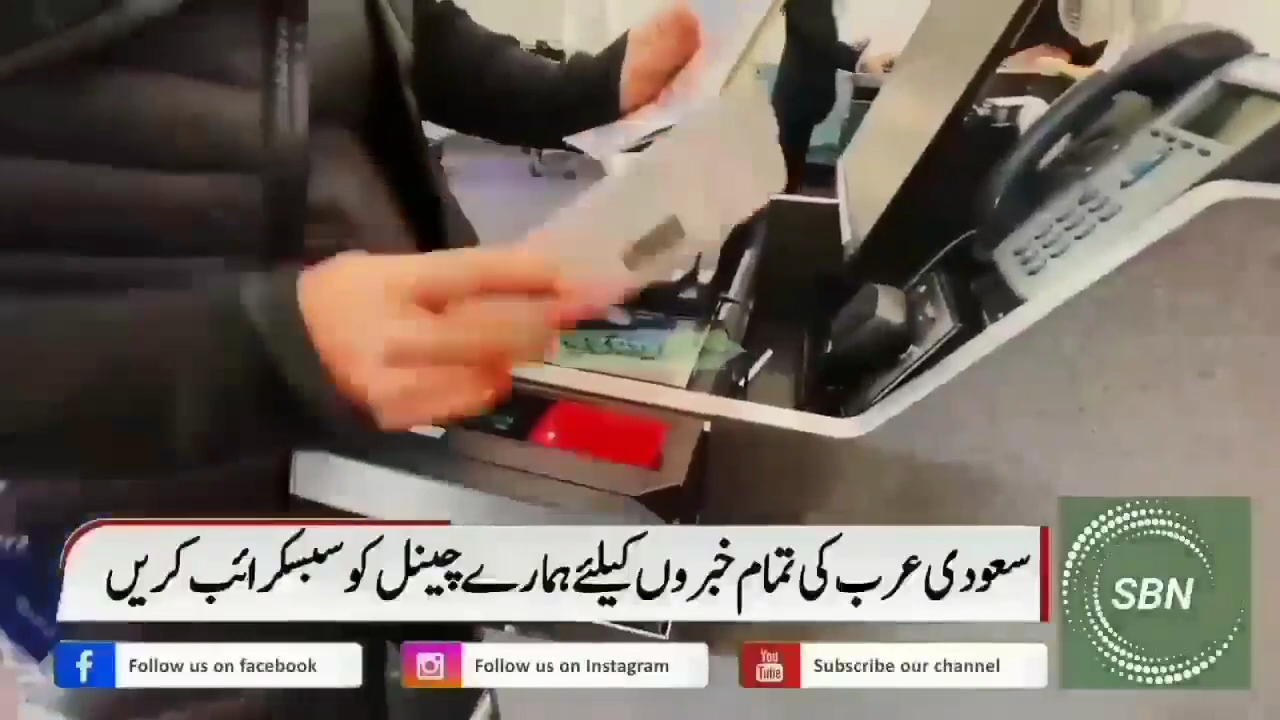 سعودی عرب کی تمام خبروں کیلئے ہمارے چینل کو سبسکرائب کریں
SBN
Follow us on facebook
Follow us on Instagram
You Tube
Subscribe our channel